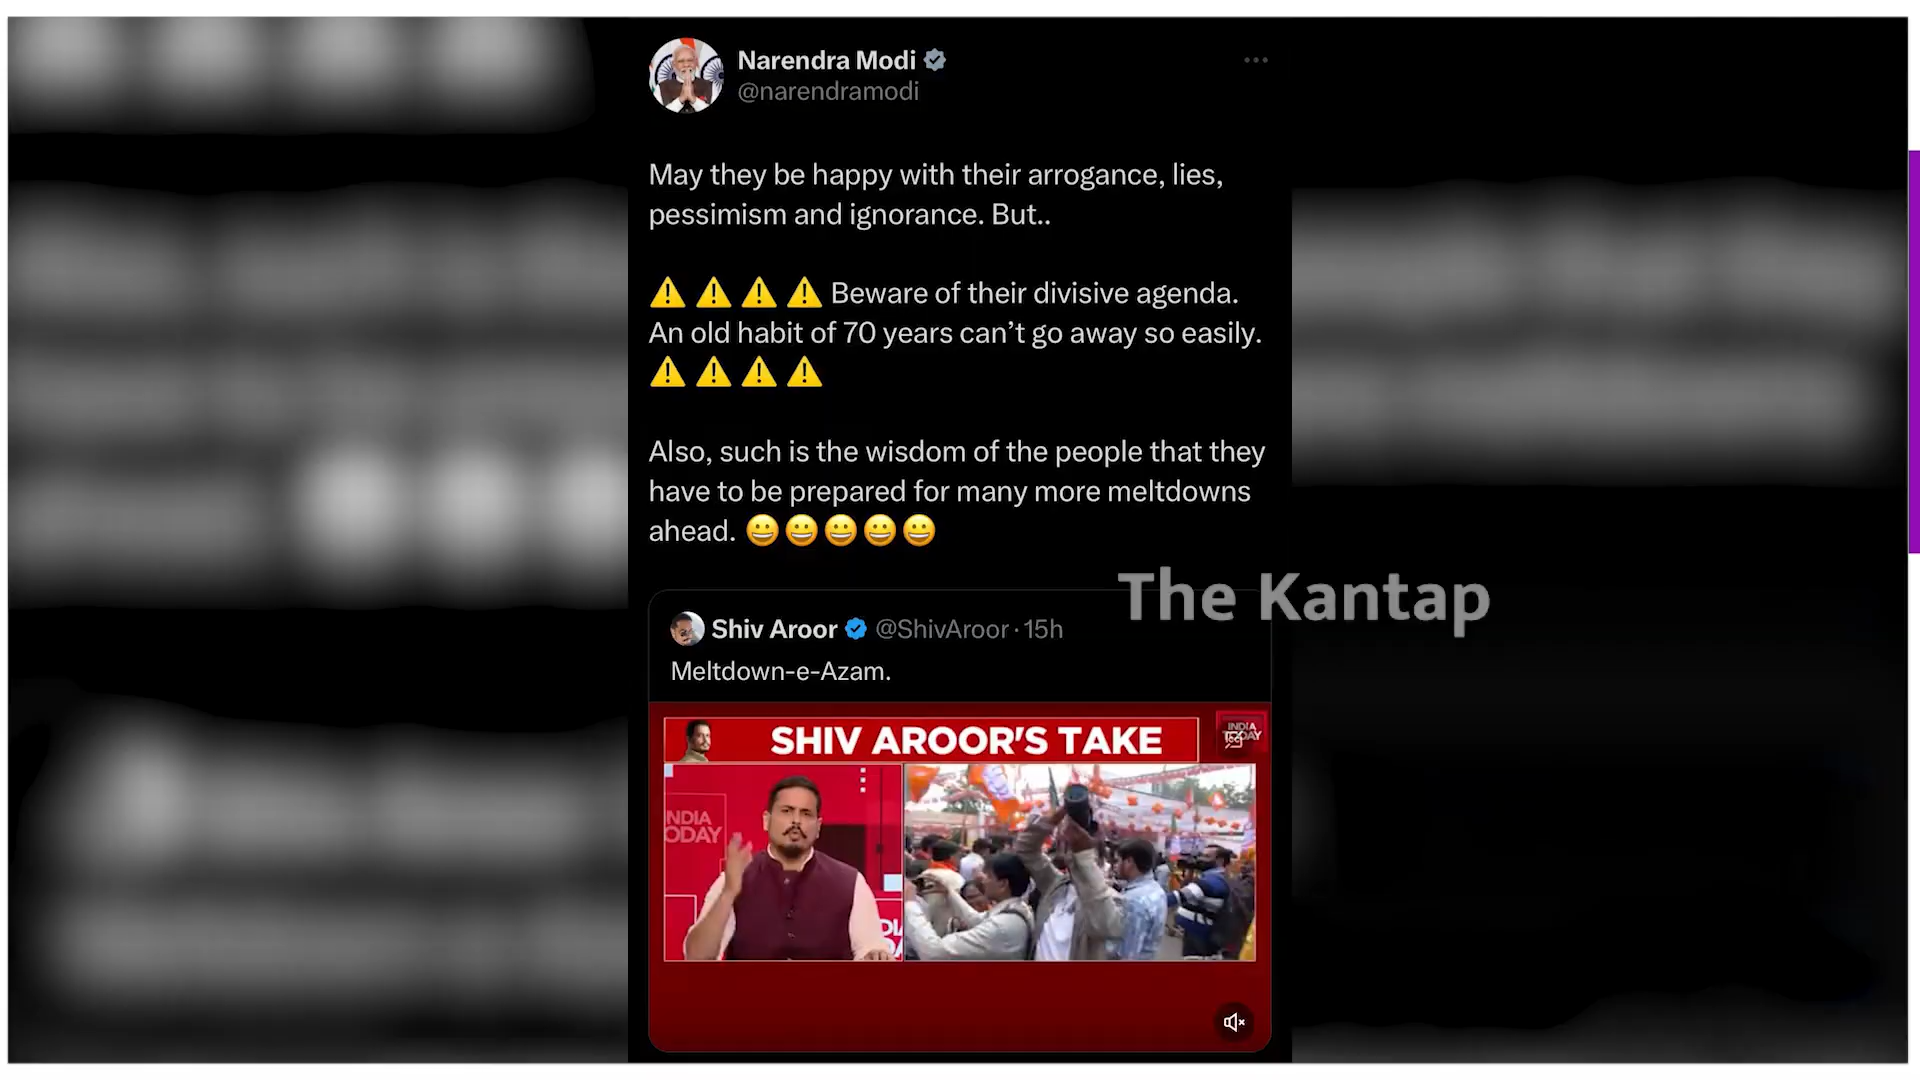 Narendra Modi
@narendramodi
May they be happy with their arrogance, lies,
pessimism and ignorance. But..
⚠️ ⚠️ ⚠️ ⚠️ Beware of their divisive agenda.
An old habit of 70 years can’t go away so easily.
⚠️ ⚠️ ⚠️ ⚠️
Also, such is the wisdom of the people that they
have to be prepared for many more meltdowns
ahead. 😀😀😀😀😀
The Kantap
Shiv Aroor @ShivAroor · 15h
Meltdown-e-Azam.
SHIV AROOR'S TAKE
INDIA
TODAY
INDIA
TODAY